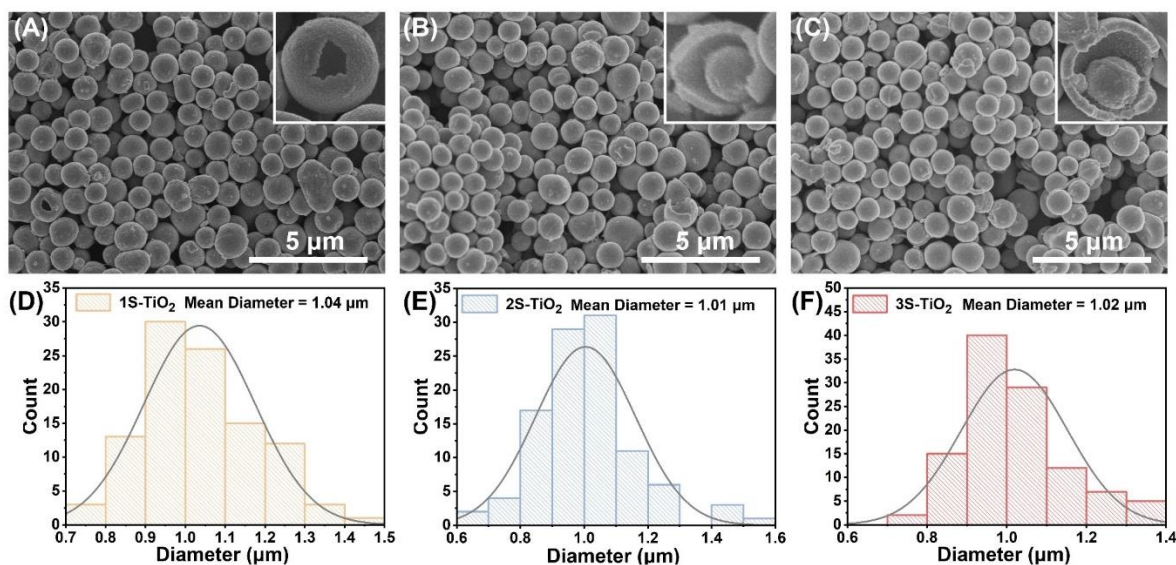 (A)
5 μm
(B)
5 μm
(C)
5 μm
(D)
1S-TiO₂ Mean Diameter = 1.04 μm
35
30
25
20
15
10
5
0
Count
0.7 0.8 0.9 1.0 1.1 1.2 1.3 1.4 1.5
Diameter (μm)
(E)
2S-TiO₂ Mean Diameter = 1.01 μm
35
30
25
20
15
10
5
0
Count
0.6 0.8 1.0 1.2 1.4 1.6
Diameter (μm)
(F)
3S-TiO₂ Mean Diameter = 1.02 μm
50
45
40
35
30
25
20
15
10
5
0
Count
0.6 0.8 1.0 1.2 1.4
Diameter (μm)